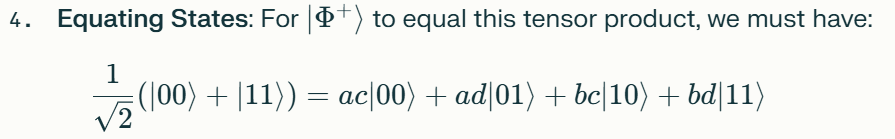 4. Equating States: For |Φ⁺⟩ to equal this tensor product, we must have:
1/√2(|00⟩ + |11⟩) = ac|00⟩ + ad|01⟩ + bc|10⟩ + bd|11⟩